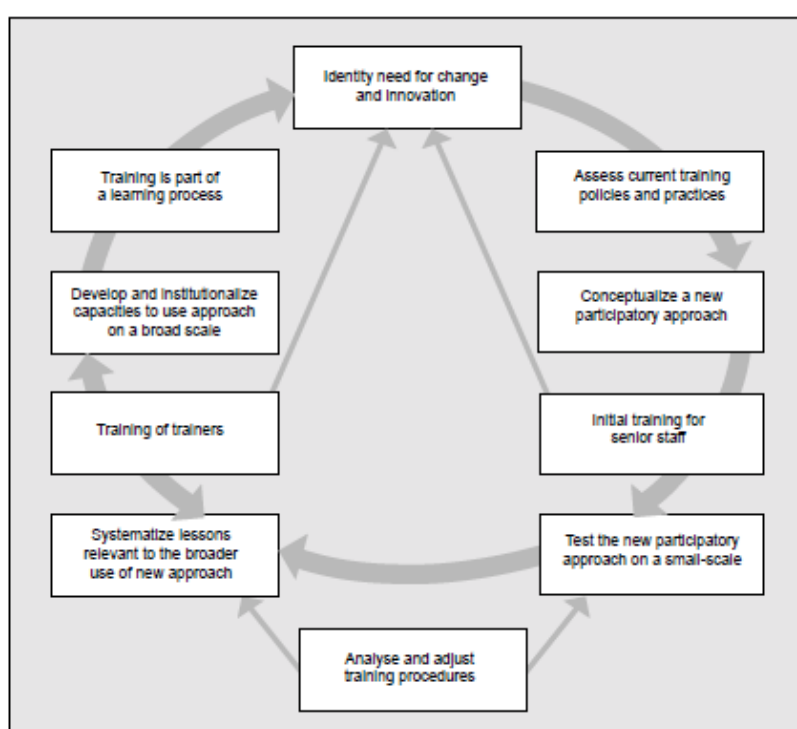 Identity need for change
and innovation
Training is part of
a learning process
Assess current training
policies and practices
Develop and institutionalize
capacities to use approach
on a broad scale
Conceptualize a new
participatory approach
Training of trainers
Initial training for
senior staff
Systematize lessons
relevant to the broader
use of new approach
Test the new participatory
approach on a small-scale
Analyse and adjust
training procedures